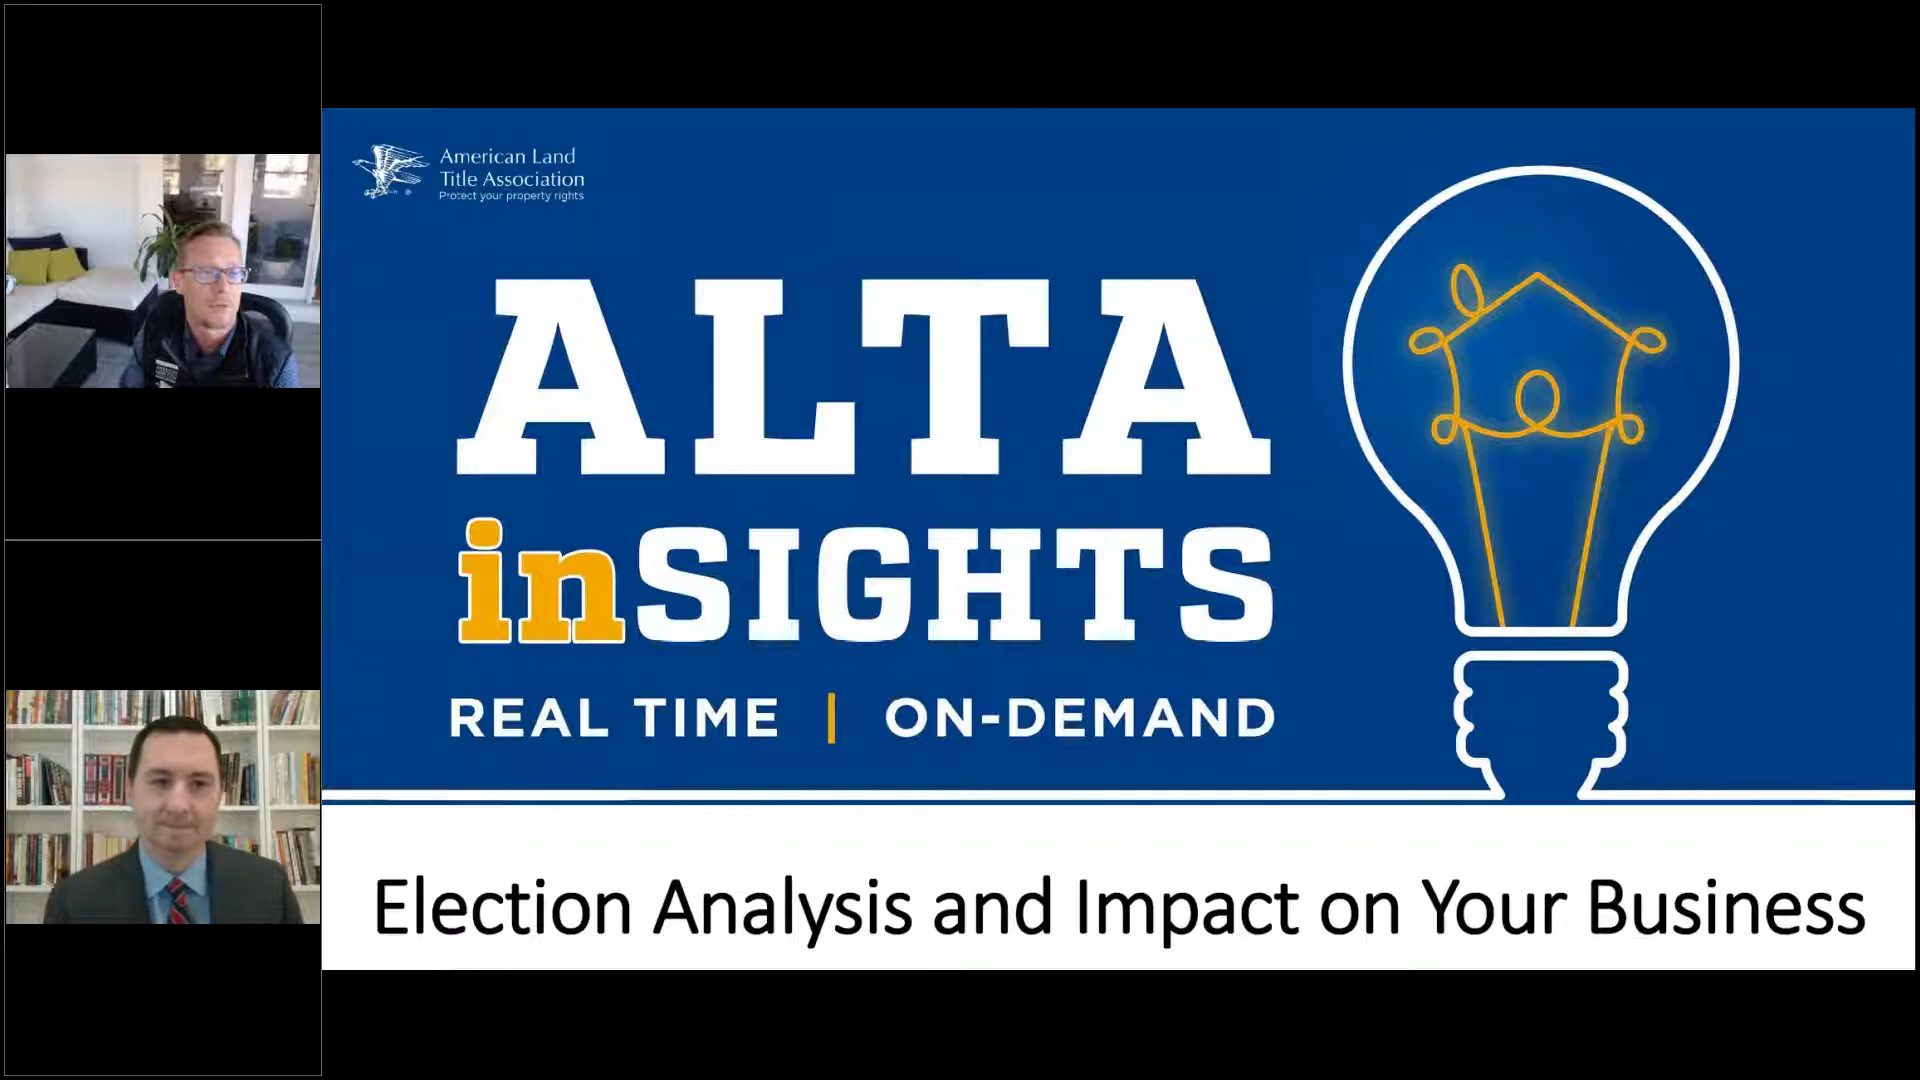 American Land
Title Association
Protect your property rights
ALTA
inSIGHTS
REAL TIME | ON-DEMAND
Election Analysis and Impact on Your Business